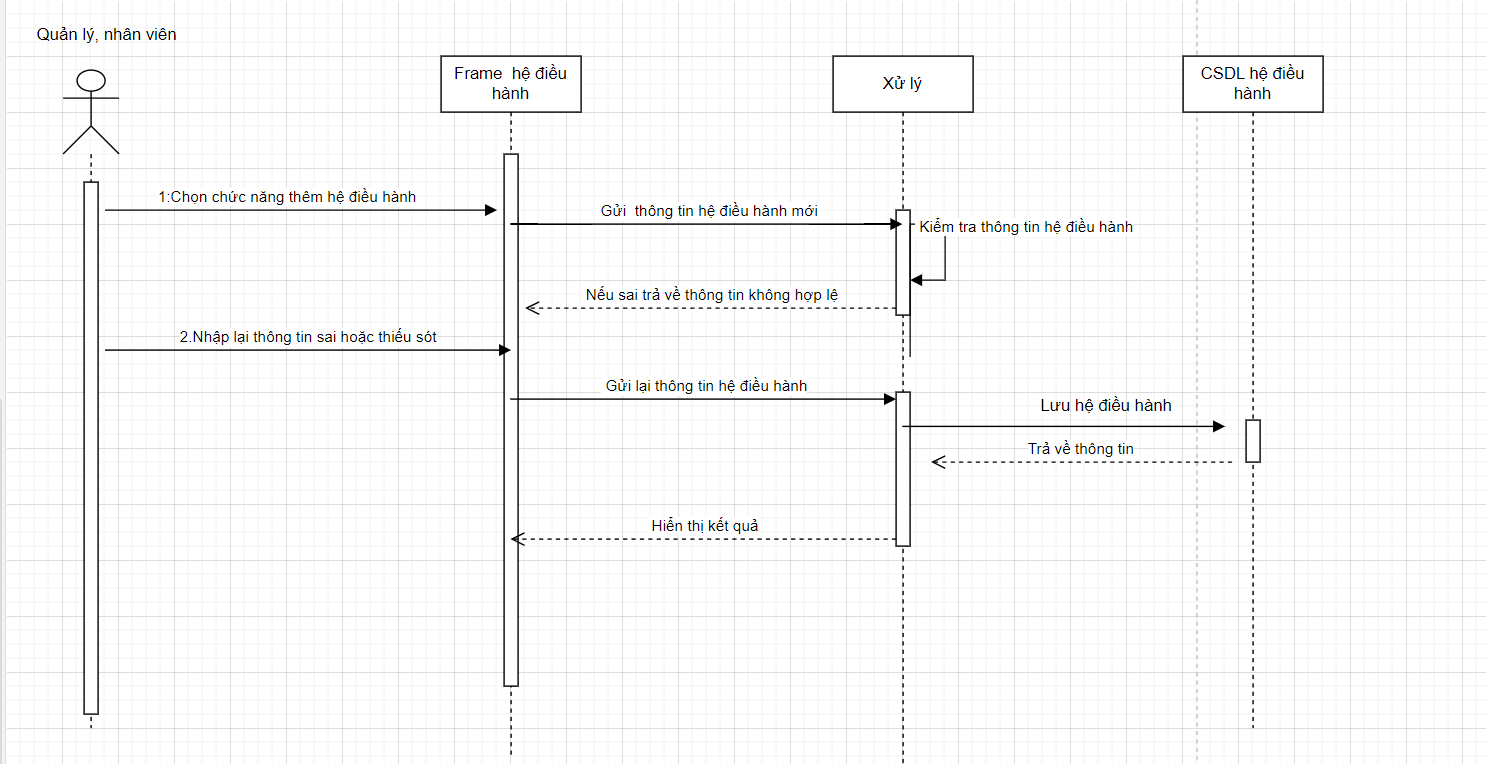 Quản lý, nhân viên
Frame hệ điều
hành
Xử lý
CSDL hệ điều
hành
1:Chọn chức năng thêm hệ điều hành
Gửi thông tin hệ điều hành mới
Kiểm tra thông tin hệ điều hành
Nếu sai trả về thông tin không hợp lệ
2.Nhập lại thông tin sai hoặc thiếu sót
Gửi lại thông tin hệ điều hành
Lưu hệ điều hành
Trả về thông tin
Hiển thị kết quả